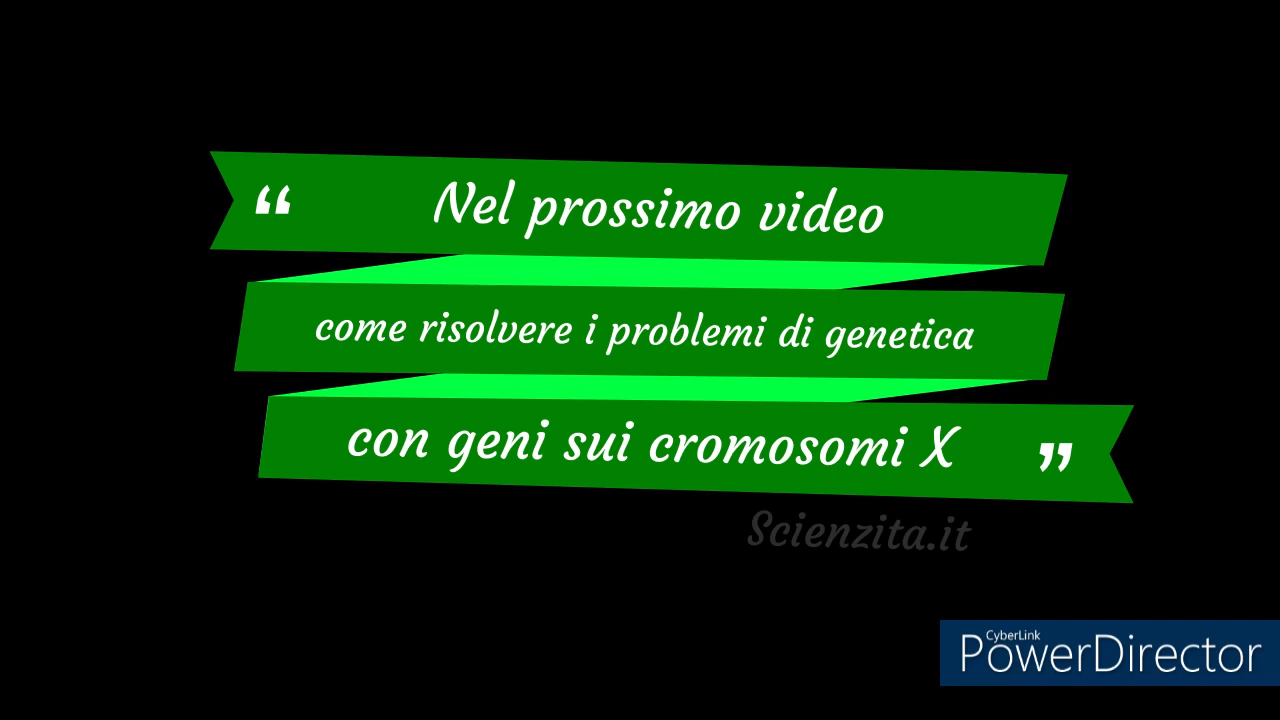 “ Nel prossimo video
come risolvere i problemi di genetica
con geni sui cromosomi X ”
Scienzita.it
CyberLink
PowerDirector